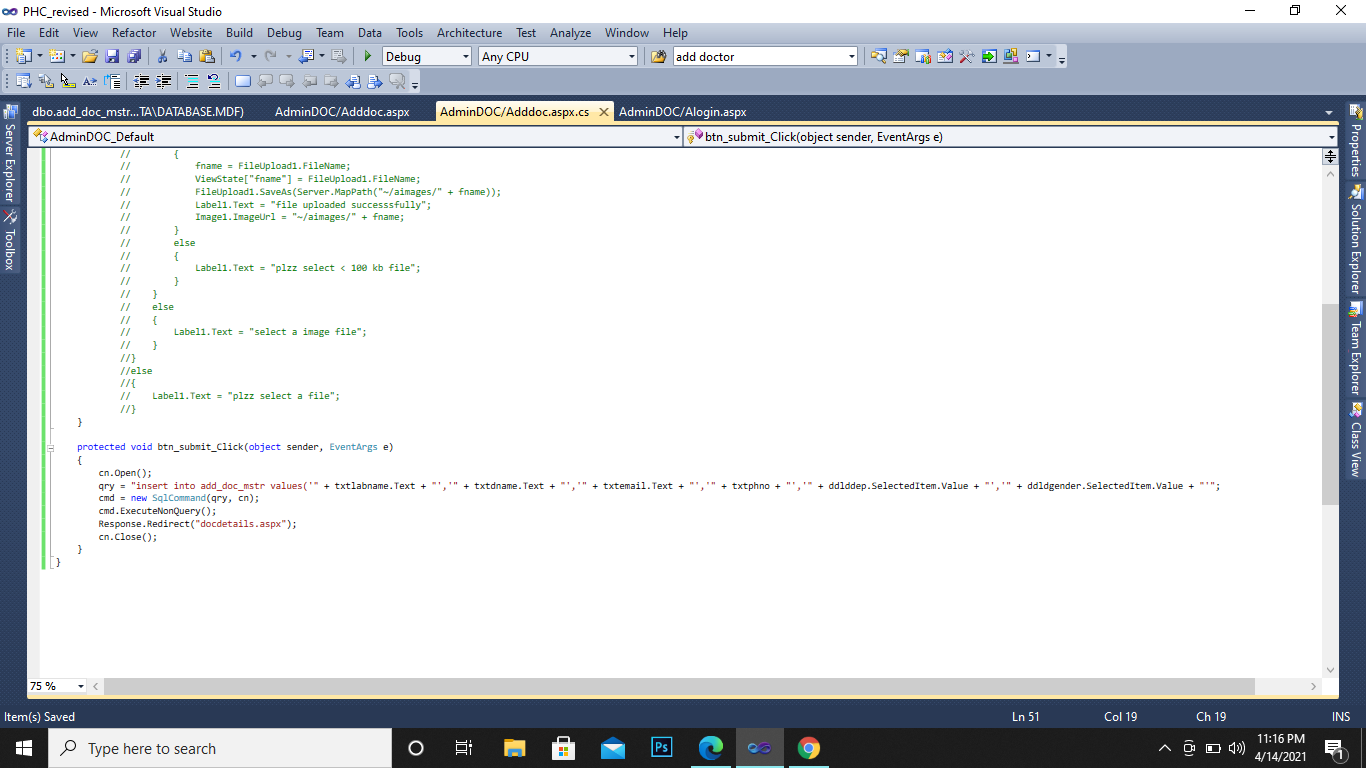 PHC_revised - Microsoft Visual Studio
File Edit View Refactor Website Build Debug Team Data Tools Architecture Test Analyze Window Help
Debug Any CPU add doctor
dbo.add_doc_mstr...TA\DATABASE.MDF) AdminDOC/Adddoc.aspx AdminDOC/Adddoc.aspx.cs AdminDOC/Alogin.aspx
AdminDOC_Default btn_submit_Click(object sender, EventArgs e)
Server Explorer
Toolbox
// {
// fname = FileUpload1.FileName;
// ViewState["fname"] = FileUpload1.FileName;
// FileUpload1.SaveAs(Server.MapPath("~/aimages/" + fname));
// Label1.Text = "file uploaded successsfully";
// Image1.ImageUrl = "~/aimages/" + fname;
// }
// else
// {
// Label1.Text = "plzz select < 100 kb file";
// }
// }
// else
// {
// Label1.Text = "select a image file";
// }
//}
//else
//{
// Label1.Text = "plzz select a file";
//}
}
protected void btn_submit_Click(object sender, EventArgs e)
{
cn.Open();
qry = "insert into add_doc_mstr values('" + txtlabname.Text + "','" + txtdname.Text + "','" + txtemail.Text + "','" + txtphno + "','" + ddlddep.SelectedItem.Value + "','" + ddldgender.SelectedItem.Value + "'";
cmd = new SqlCommand(qry, cn);
cmd.ExecuteNonQuery();
Response.Redirect("docdetails.aspx");
cn.Close();
}
}
Properties
Solution Explorer
Team Explorer
Class View
75 %
Item(s) Saved Ln 51 Col 19 Ch 19 INS
Type here to search
Ps
11:16 PM
4/14/2021
1